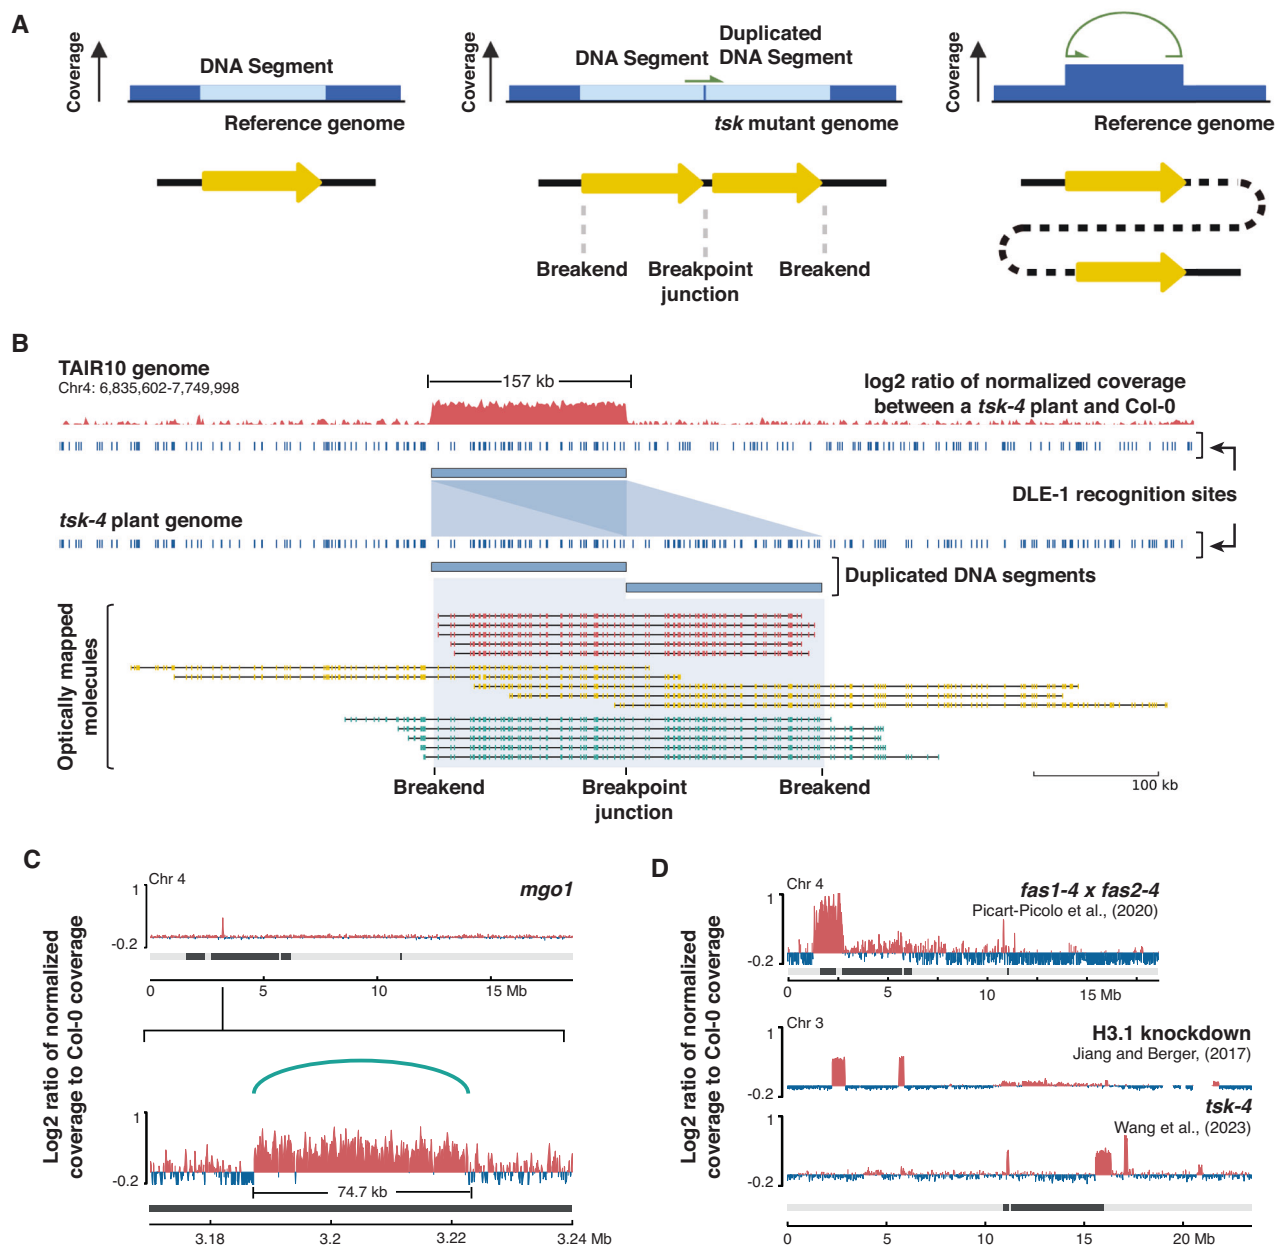 A
Coverage
DNA Segment
Reference genome
Coverage
DNA Segment
Duplicated
DNA Segment
tsk mutant genome
Breakend
Breakpoint
junction
Breakend
Coverage
Reference genome
B
TAIR10 genome
Chr4: 6,835,602-7,749,998
157 kb
log2 ratio of normalized coverage
between a tsk-4 plant and Col-0
DLE-1 recognition sites
tsk-4 plant genome
Duplicated DNA segments
Optically mapped
molecules
Breakend
Breakpoint
junction
Breakend
100 kb
C
Log2 ratio of normalized
coverage to Col-0 coverage
Chr 4
mgo1
1
-0.2
0 5 10 15 Mb
1
-0.2
74.7 kb
3.18 3.2 3.22 3.24 Mb
D
Log2 ratio of normalized
coverage to Col-0 coverage
Chr 4
fas1-4 x fas2-4
Picart-Picolo et al., (2020)
1
-0.2
0 5 10 15 Mb
Chr 3
H3.1 knockdown
Jiang and Berger, (2017)
1
-0.2
tsk-4
Wang et al., (2023)
1
-0.2
0 5 10 15 20 Mb